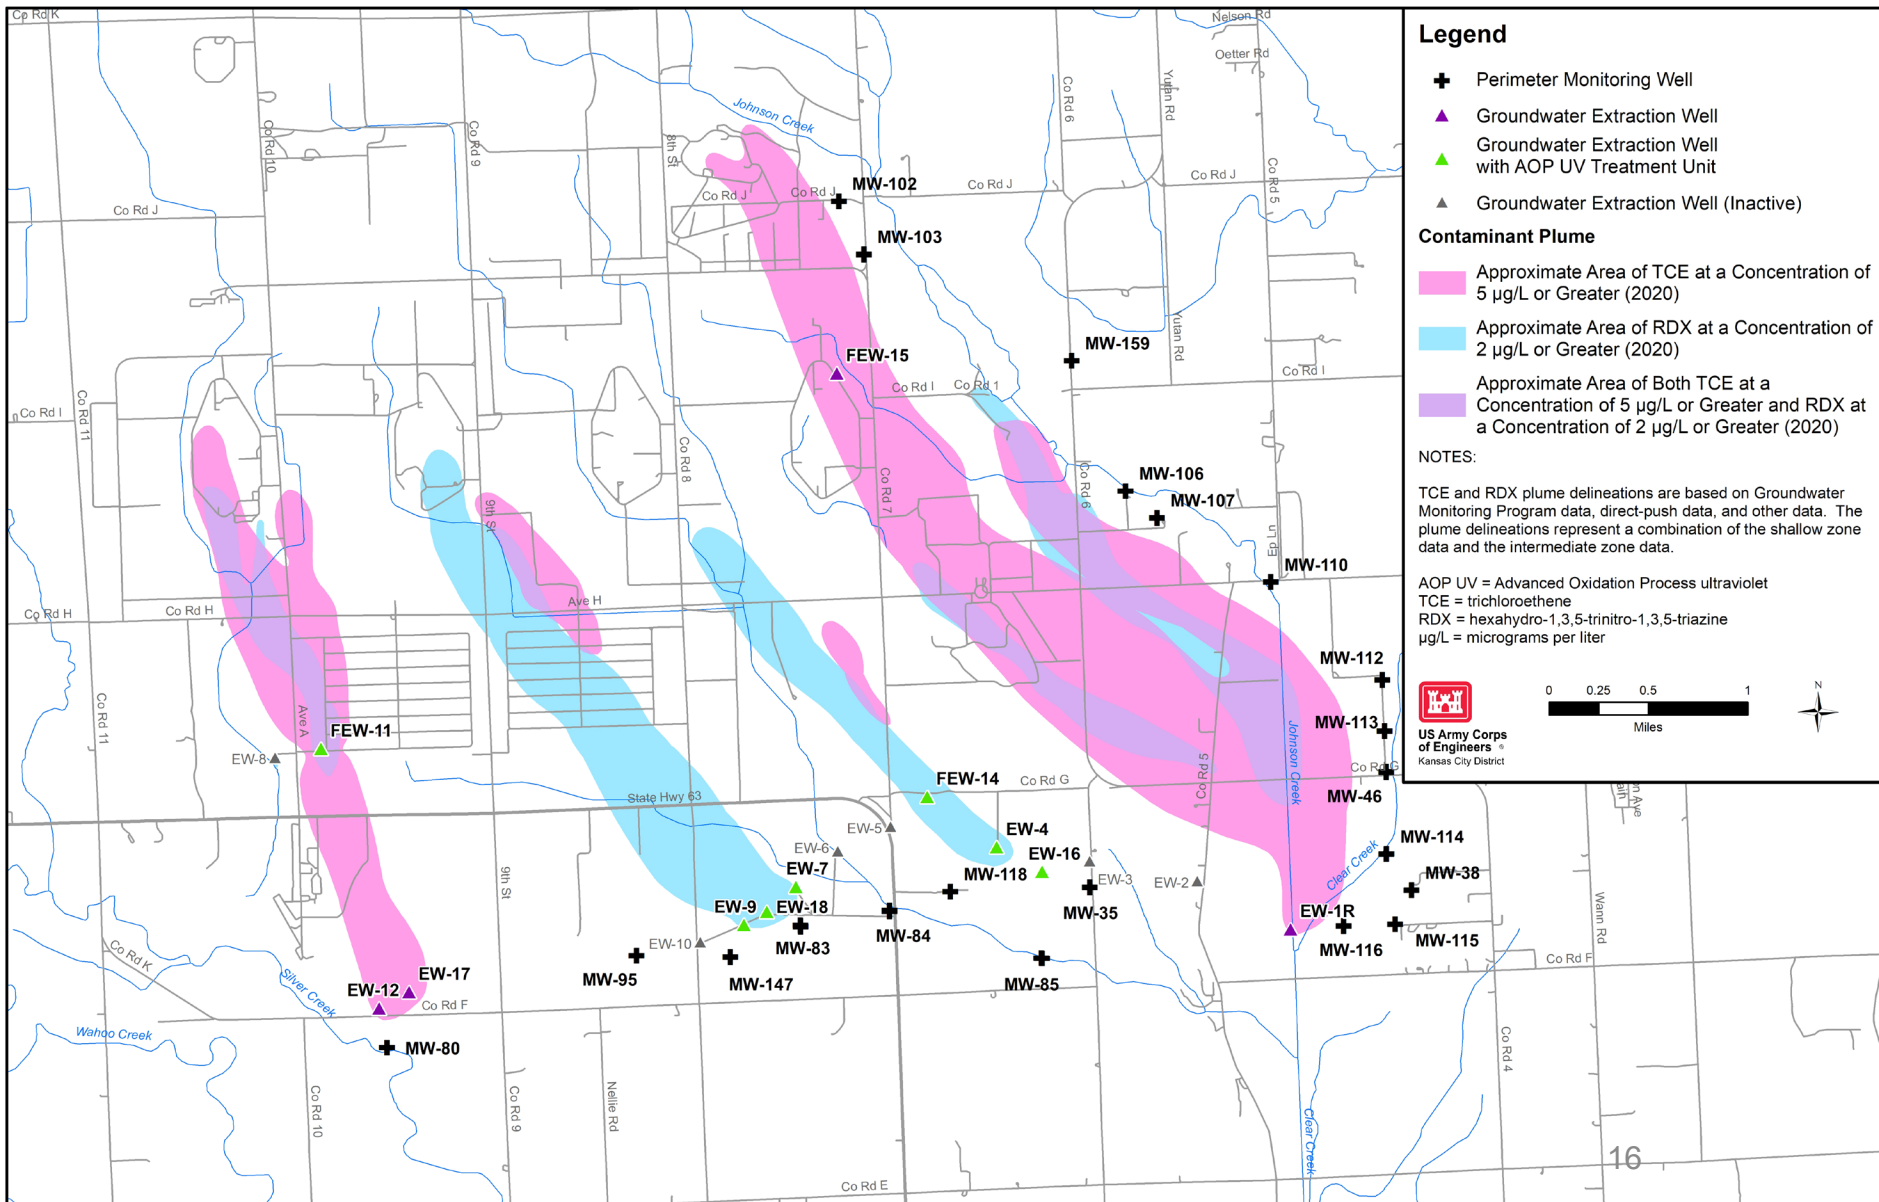 Co Rd K
Nelson Rd
Oetter Rd
Johnson Creek
Co Rd 6
Yutan Rd
Co Rd 10
Co Rd 9
8th St
Co Rd J
Co Rd J
Co Rd J
Co Rd J
Co Rd J
Co Rd 5
MW-102
MW-103
MW-159
Yutan Rd
FEW-15
Co Rd I
Co Rd 1
Co Rd I
Co Rd I
Co Rd 11
Co Rd 8
Co Rd 7
Co Rd 6
MW-106
MW-107
9th St
Ep Ln
MW-110
Co Rd H
Co Rd H
Ave H
MW-112
MW-113
Co Rd 11
Ave A
FEW-11
EW-8
Johnson Creek
Co Rd 5
Co Rd G
Co Rd G
MW-46
FEW-14
State Hwy 63
EW-5
EW-4
EW-6
EW-16
EW-7
MW-118
EW-3
EW-2
MW-114
Clear Creek
MW-38
9th St
EW-9
EW-18
MW-35
EW-1R
Wann Rd
EW-10
MW-83
MW-84
MW-116
MW-115
Co Rd K
MW-95
MW-147
MW-85
Co Rd F
Silver Creek
EW-17
EW-12
Co Rd F
Wahoo Creek
MW-80
Co Rd 4
Co Rd 10
Co Rd 9
Nellie Rd
Clear Creek
Co Rd E
16
Legend
Perimeter Monitoring Well
Groundwater Extraction Well
Groundwater Extraction Well
with AOP UV Treatment Unit
Groundwater Extraction Well (Inactive)
Contaminant Plume
Approximate Area of TCE at a Concentration of
5 µg/L or Greater (2020)
Approximate Area of RDX at a Concentration of
2 µg/L or Greater (2020)
Approximate Area of Both TCE at a
Concentration of 5 µg/L or Greater and RDX at
a Concentration of 2 µg/L or Greater (2020)
NOTES:
TCE and RDX plume delineations are based on Groundwater
Monitoring Program data, direct-push data, and other data. The
plume delineations represent a combination of the shallow zone
data and the intermediate zone data.
AOP UV = Advanced Oxidation Process ultraviolet
TCE = trichloroethene
RDX = hexahydro-1,3,5-trinitro-1,3,5-triazine
µg/L = micrograms per liter
US Army Corps
of Engineers ®
Kansas City District
0 0.25 0.5 1
Miles
N